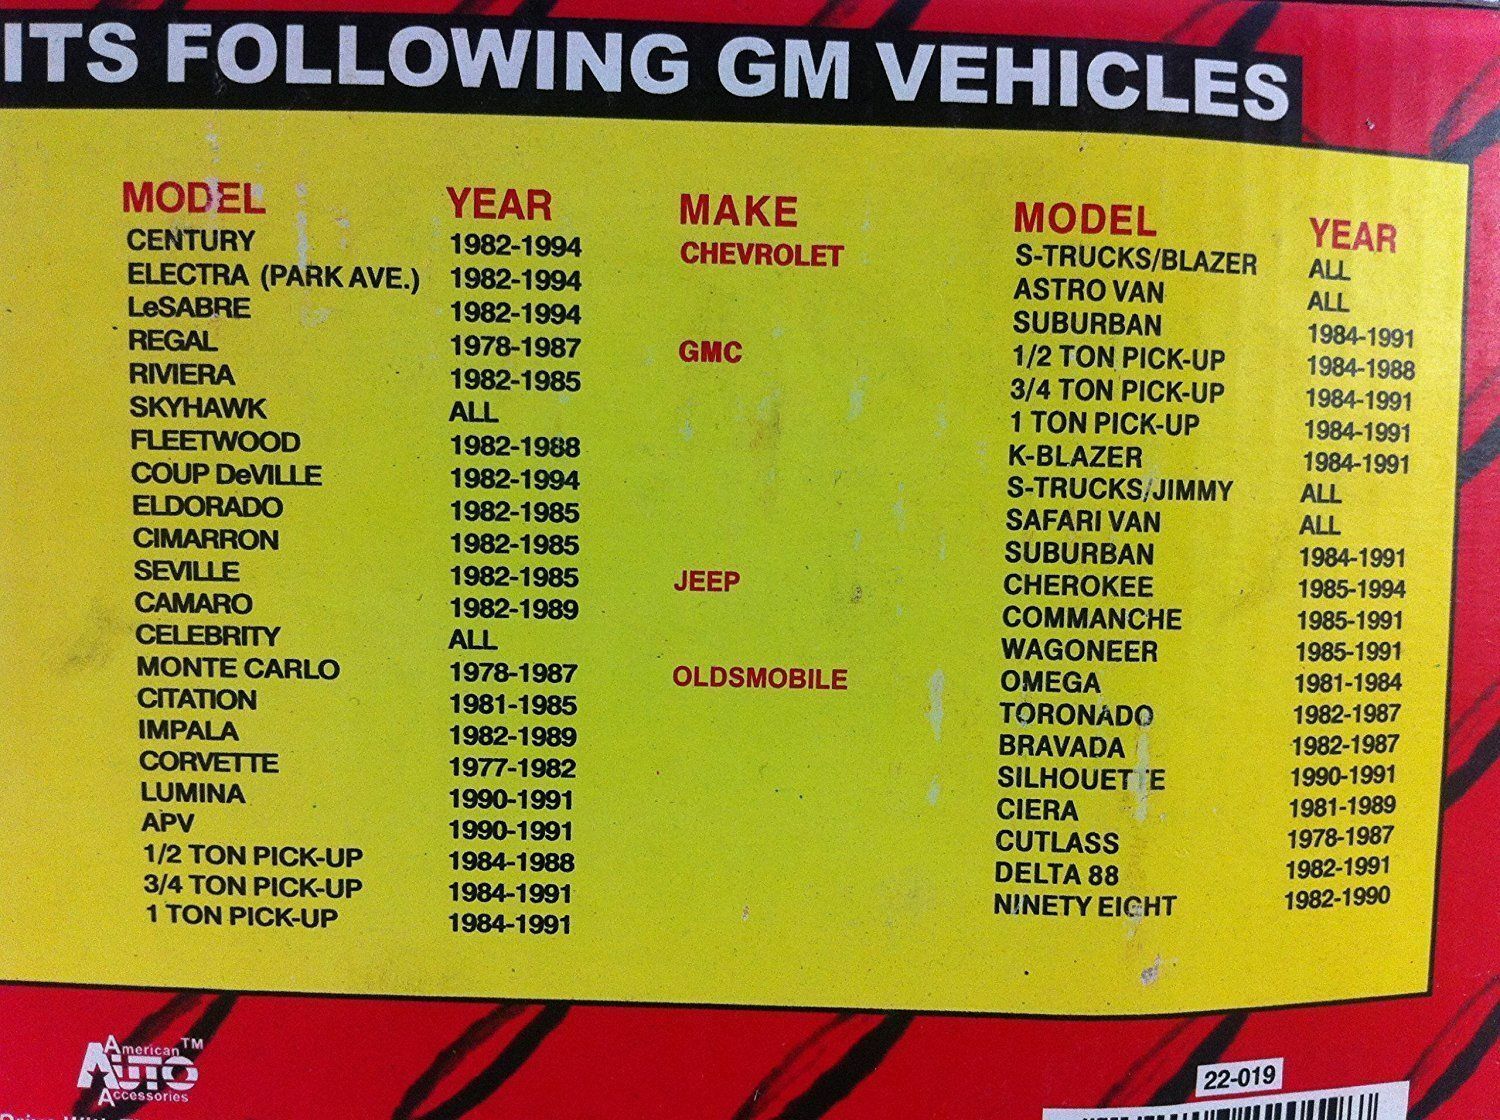 ITS FOLLOWING GM VEHICLES
MODEL YEAR MAKE MODEL YEAR
CENTURY 1982-1994 CHEVROLET S-TRUCKS/BLAZER ALL
ELECTRA (PARK AVE.) 1982-1994 ASTRO VAN ALL
LeSABRE 1982-1994 SUBURBAN 1984-1991
REGAL 1978-1987 GMC 1/2 TON PICK-UP 1984-1988
RIVIERA 1982-1985 3/4 TON PICK-UP 1984-1991
SKYHAWK ALL 1 TON PICK-UP 1984-1991
FLEETWOOD 1982-1988 K-BLAZER 1984-1991
COUP DeVILLE 1982-1994 S-TRUCKS/JIMMY ALL
ELDORADO 1982-1985 SAFARI VAN ALL
CIMARRON 1982-1985 SUBURBAN 1984-1991
SEVILLE 1982-1985 JEEP CHEROKEE 1985-1994
CAMARO 1982-1989 COMMANCHE 1985-1991
CELEBRITY ALL WAGONEER 1985-1991
MONTE CARLO 1978-1987 OLDSMOBILE OMEGA 1981-1984
CITATION 1981-1985 TORONADO 1982-1987
IMPALA 1982-1989 BRAVADA 1982-1987
CORVETTE 1977-1982 SILHOUETTE 1990-1991
LUMINA 1990-1991 CIERA 1981-1989
APV 1990-1991 CUTLASS 1978-1987
1/2 TON PICK-UP 1984-1988 DELTA 88 1982-1991
3/4 TON PICK-UP 1984-1991 NINETY EIGHT 1982-1990
1 TON PICK-UP 1984-1991
American™
AUTO
Accessories
22-019